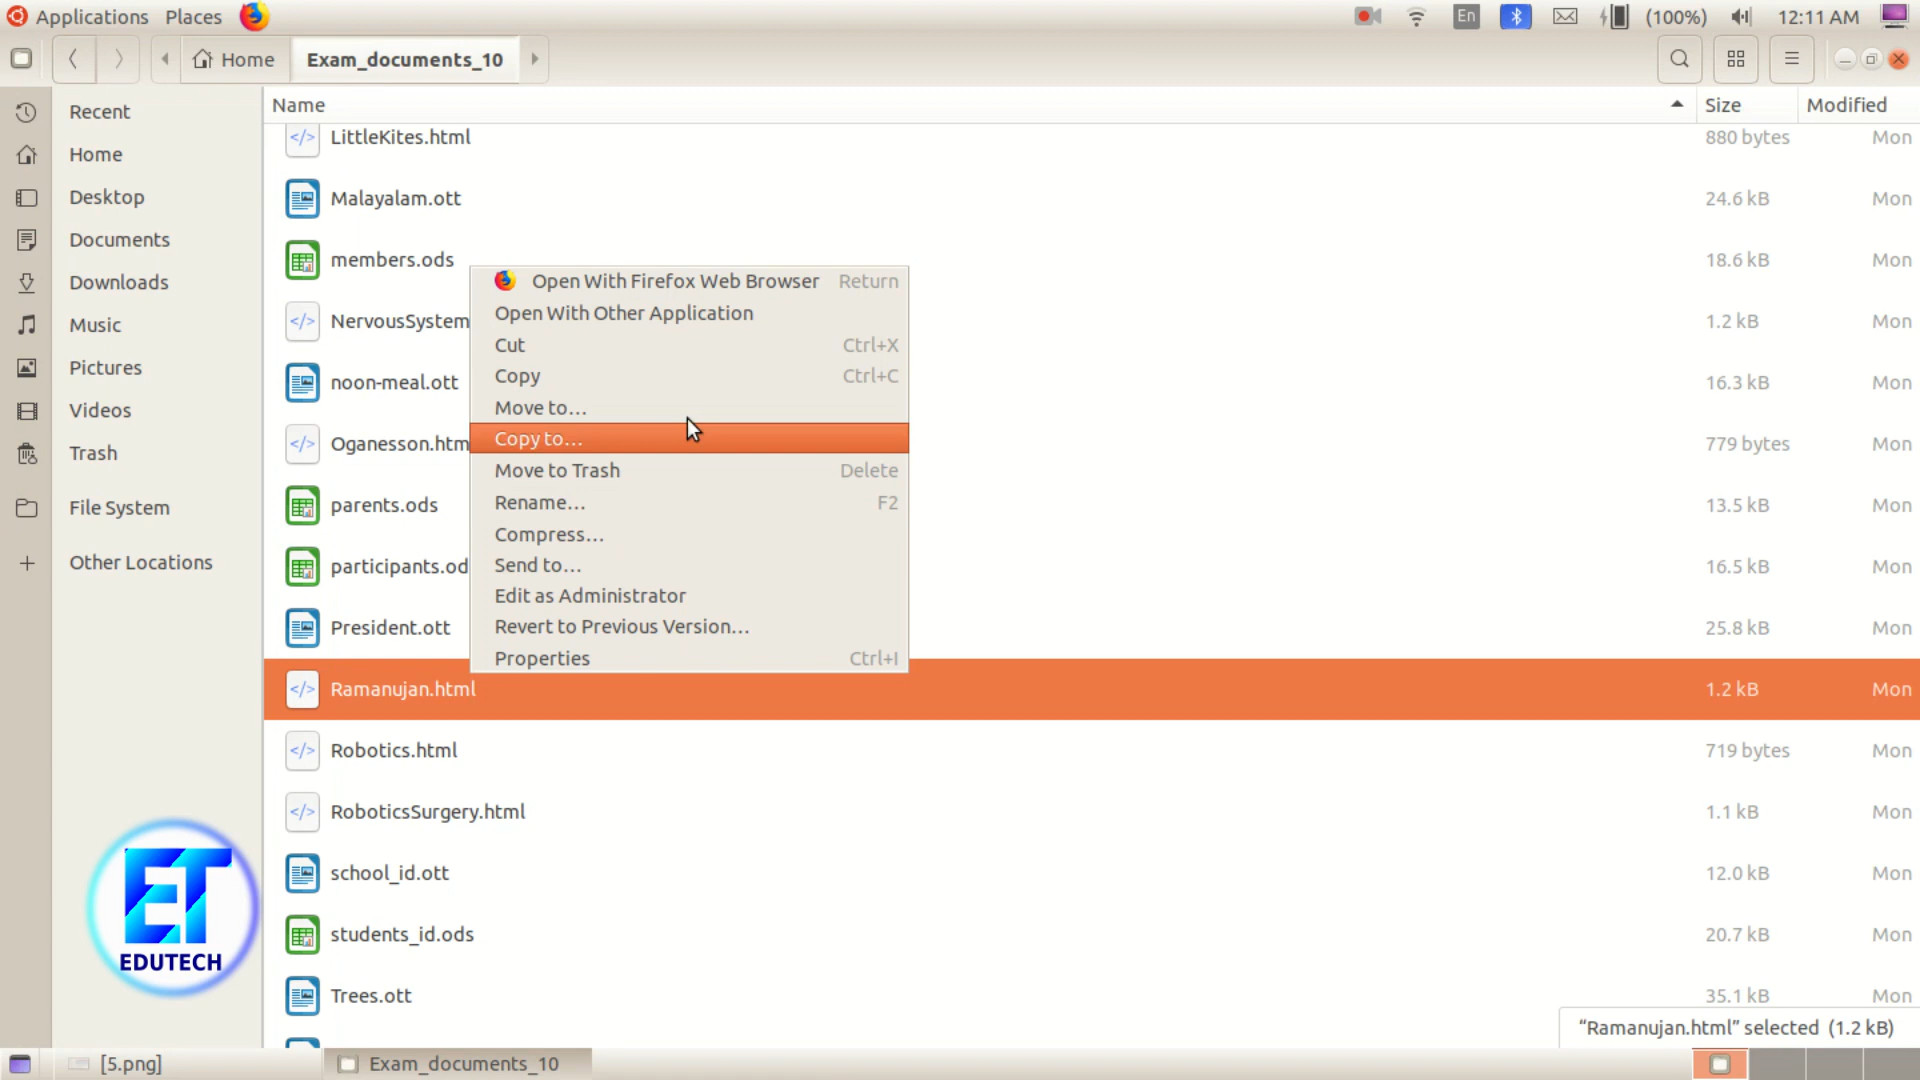 Applications Places En (100%) 12:11 AM
Home Exam_documents_10
Recent
Home
Desktop
Documents
Downloads
Music
Pictures
Videos
Trash
File System
Other Locations
Name Size Modified
LittleKites.html 880 bytes Mon
Malayalam.ott 24.6 kB Mon
members.ods 18.6 kB Mon
NervousSystem 1.2 kB Mon
noon-meal.ott 16.3 kB Mon
Oganesson.htm 779 bytes Mon
parents.ods 13.5 kB Mon
participants.od 16.5 kB Mon
President.ott 25.8 kB Mon
Ramanujan.html 1.2 kB Mon
Robotics.html 719 bytes Mon
RoboticsSurgery.html 1.1 kB Mon
school_id.ott 12.0 kB Mon
students_id.ods 20.7 kB Mon
Trees.ott 35.1 kB Mon
Open With Firefox Web Browser Return
Open With Other Application
Cut Ctrl+X
Copy Ctrl+C
Move to…
Copy to…
Move to Trash Delete
Rename… F2
Compress…
Send to…
Edit as Administrator
Revert to Previous Version…
Properties Ctrl+I
ET
EDUTECH
“Ramanujan.html” selected (1.2 kB)
[5.png] Exam_documents_10